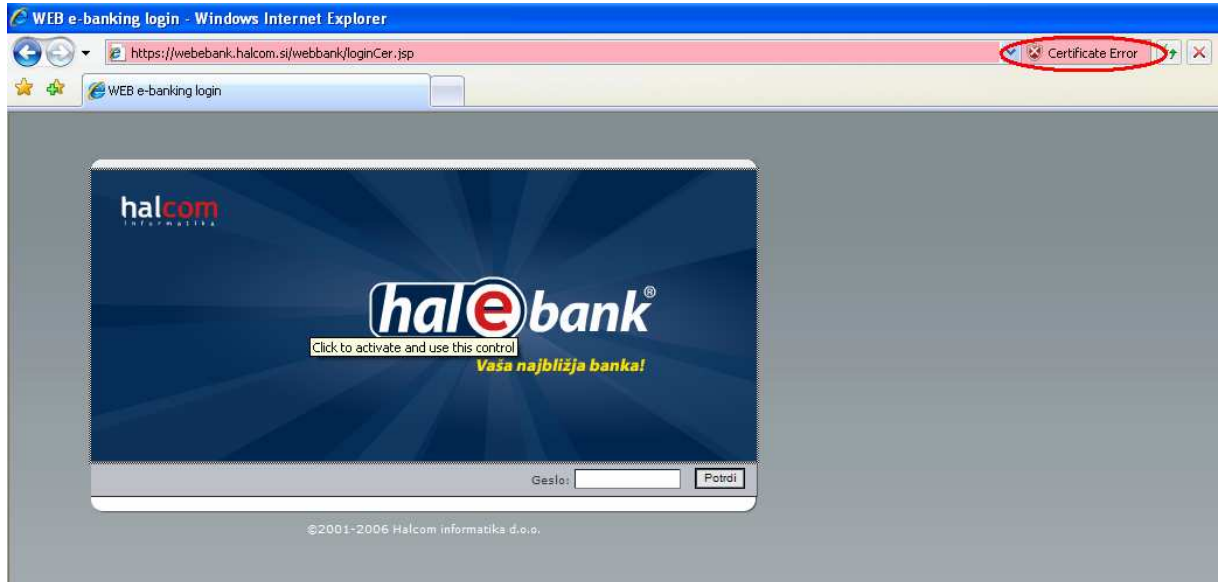 WEB e-banking login - Windows Internet Explorer
https://webebank.halcom.si/webbank/loginCer.jsp
Certificate Error
WEB e-banking login
halcom
informatika
hal e bank®
Click to activate and use this control
Vaša najbližja banka!
Geslo:
Potrdi
©2001-2006 Halcom informatika d.o.o.